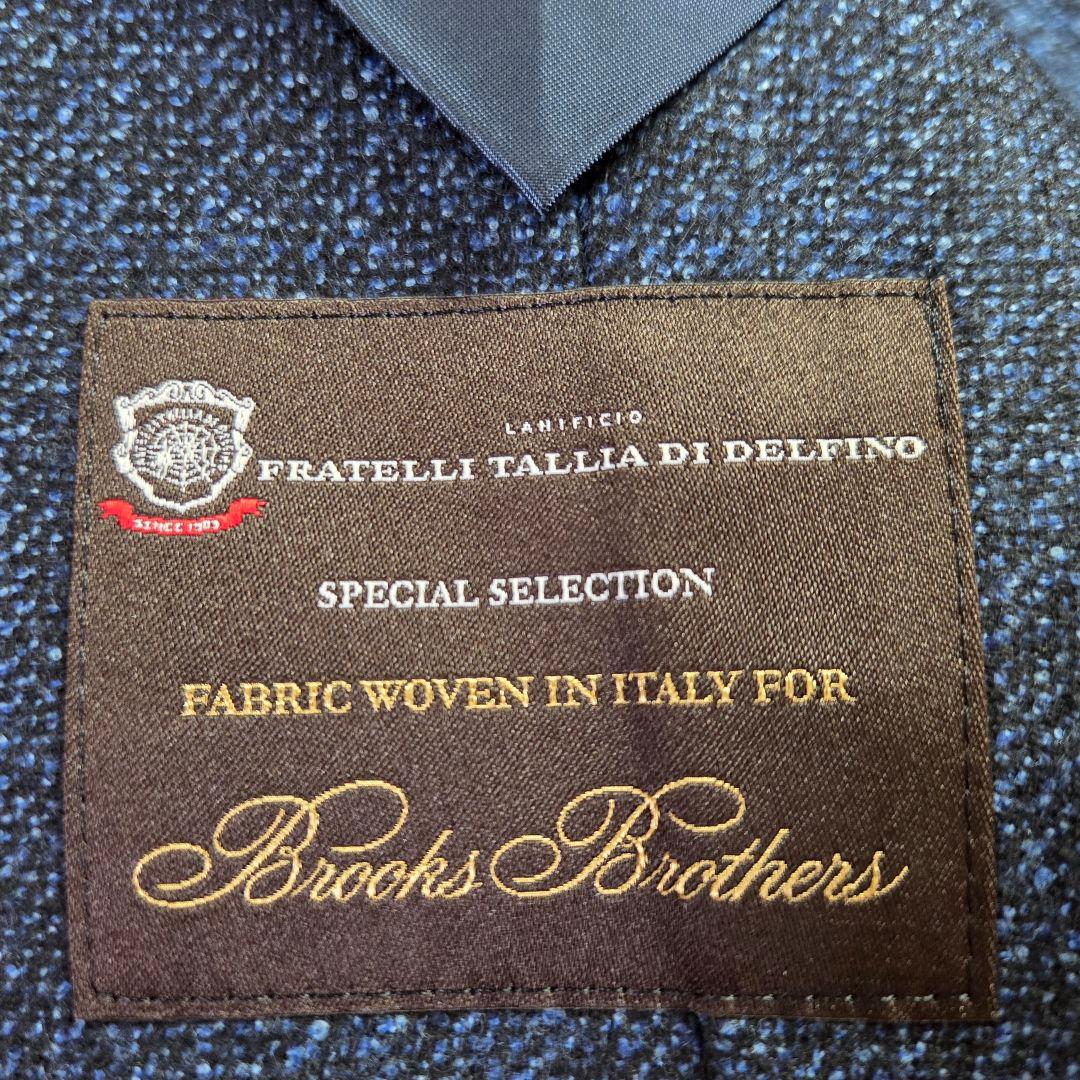 LANIFICIO
FRATELLI TALLIA DI DELFINO
SINCE 1903
SPECIAL SELECTION
FABRIC WOVEN IN ITALY FOR
Brooks Brothers